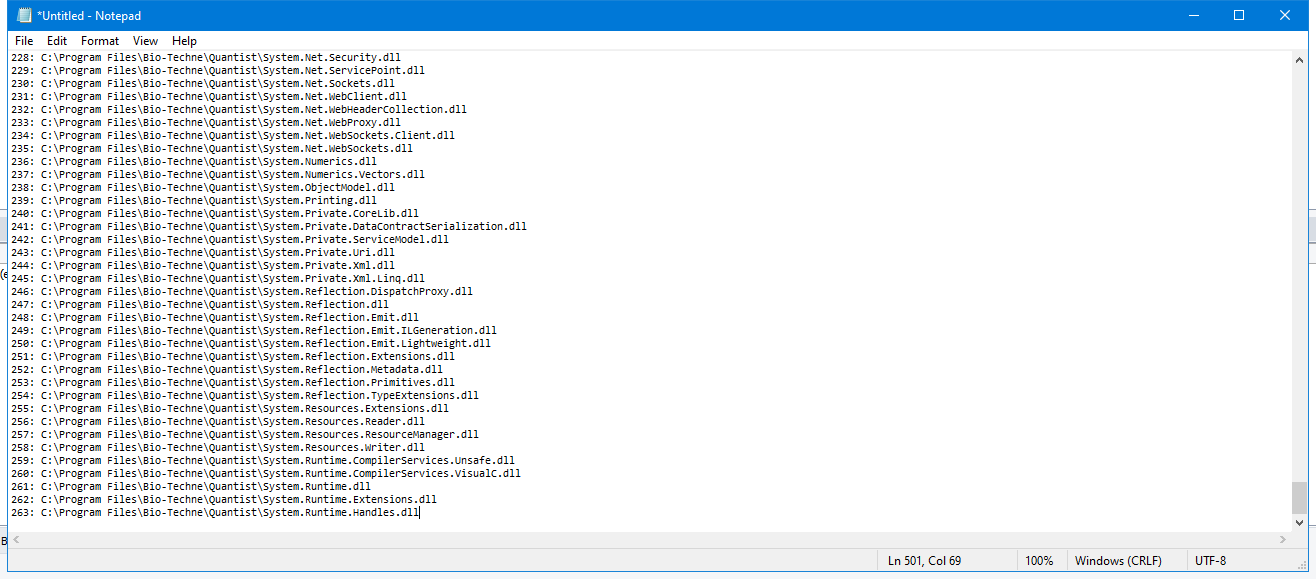 *Untitled - Notepad
File Edit Format View Help
228: C:\Program Files\Bio-Techne\Quantist\System.Net.Security.dll
229: C:\Program Files\Bio-Techne\Quantist\System.Net.ServicePoint.dll
230: C:\Program Files\Bio-Techne\Quantist\System.Net.Sockets.dll
231: C:\Program Files\Bio-Techne\Quantist\System.Net.WebClient.dll
232: C:\Program Files\Bio-Techne\Quantist\System.Net.WebHeaderCollection.dll
233: C:\Program Files\Bio-Techne\Quantist\System.Net.WebProxy.dll
234: C:\Program Files\Bio-Techne\Quantist\System.Net.WebSockets.Client.dll
235: C:\Program Files\Bio-Techne\Quantist\System.Net.WebSockets.dll
236: C:\Program Files\Bio-Techne\Quantist\System.Numerics.dll
237: C:\Program Files\Bio-Techne\Quantist\System.Numerics.Vectors.dll
238: C:\Program Files\Bio-Techne\Quantist\System.ObjectModel.dll
239: C:\Program Files\Bio-Techne\Quantist\System.Printing.dll
240: C:\Program Files\Bio-Techne\Quantist\System.Private.CoreLib.dll
241: C:\Program Files\Bio-Techne\Quantist\System.Private.DataContractSerialization.dll
242: C:\Program Files\Bio-Techne\Quantist\System.Private.ServiceModel.dll
243: C:\Program Files\Bio-Techne\Quantist\System.Private.Uri.dll
244: C:\Program Files\Bio-Techne\Quantist\System.Private.Xml.dll
245: C:\Program Files\Bio-Techne\Quantist\System.Private.Xml.Linq.dll
246: C:\Program Files\Bio-Techne\Quantist\System.Reflection.DispatchProxy.dll
247: C:\Program Files\Bio-Techne\Quantist\System.Reflection.dll
248: C:\Program Files\Bio-Techne\Quantist\System.Reflection.Emit.dll
249: C:\Program Files\Bio-Techne\Quantist\System.Reflection.Emit.ILGeneration.dll
250: C:\Program Files\Bio-Techne\Quantist\System.Reflection.Emit.Lightweight.dll
251: C:\Program Files\Bio-Techne\Quantist\System.Reflection.Extensions.dll
252: C:\Program Files\Bio-Techne\Quantist\System.Reflection.Metadata.dll
253: C:\Program Files\Bio-Techne\Quantist\System.Reflection.Primitives.dll
254: C:\Program Files\Bio-Techne\Quantist\System.Reflection.TypeExtensions.dll
255: C:\Program Files\Bio-Techne\Quantist\System.Resources.Extensions.dll
256: C:\Program Files\Bio-Techne\Quantist\System.Resources.Reader.dll
257: C:\Program Files\Bio-Techne\Quantist\System.Resources.ResourceManager.dll
258: C:\Program Files\Bio-Techne\Quantist\System.Resources.Writer.dll
259: C:\Program Files\Bio-Techne\Quantist\System.Runtime.CompilerServices.Unsafe.dll
260: C:\Program Files\Bio-Techne\Quantist\System.Runtime.CompilerServices.VisualC.dll
261: C:\Program Files\Bio-Techne\Quantist\System.Runtime.dll
262: C:\Program Files\Bio-Techne\Quantist\System.Runtime.Extensions.dll
263: C:\Program Files\Bio-Techne\Quantist\System.Runtime.Handles.dll
Ln 501, Col 69 100% Windows (CRLF) UTF-8